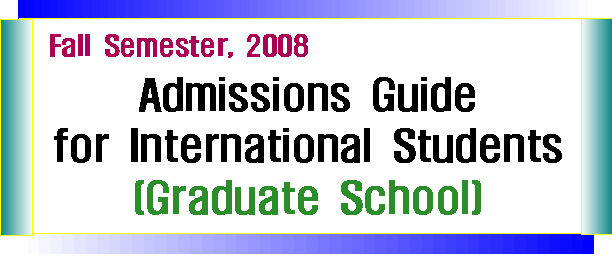 Fall Semester, 2008
Admissions Guide
for International Students
(Graduate School)